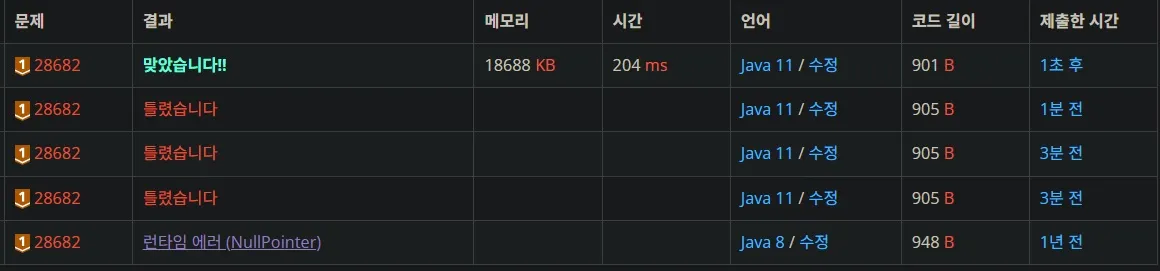 문제 결과 메모리 시간 언어 코드 길이 제출한 시간
1 28682 맞았습니다!! 18688 KB 204 ms Java 11 / 수정 901 B 1초 후
1 28682 틀렸습니다 Java 11 / 수정 905 B 1분 전
1 28682 틀렸습니다 Java 11 / 수정 905 B 3분 전
1 28682 틀렸습니다 Java 11 / 수정 905 B 3분 전
1 28682 런타임 에러 (NullPointer) Java 8 / 수정 948 B 1년 전